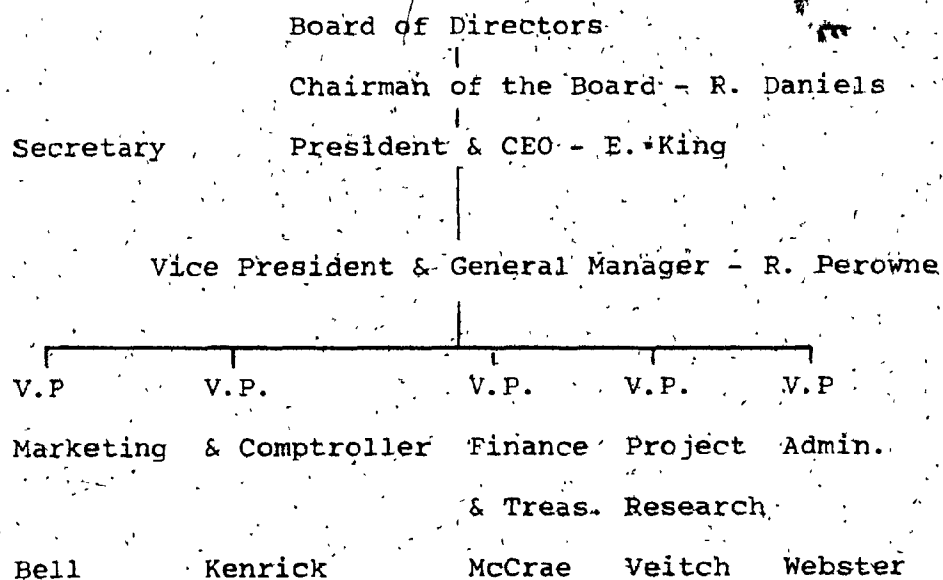 Board of Directors
Chairman of the Board - R. Daniels
Secretary President & CEO - E. King
Vice President & General Manager - R. Perowne
V.P V.P. V.P. V.P. V.P
Marketing & Comptroller Finance Project Admin.
& Treas. Research
Bell Kenrick McCrae Veitch Webster